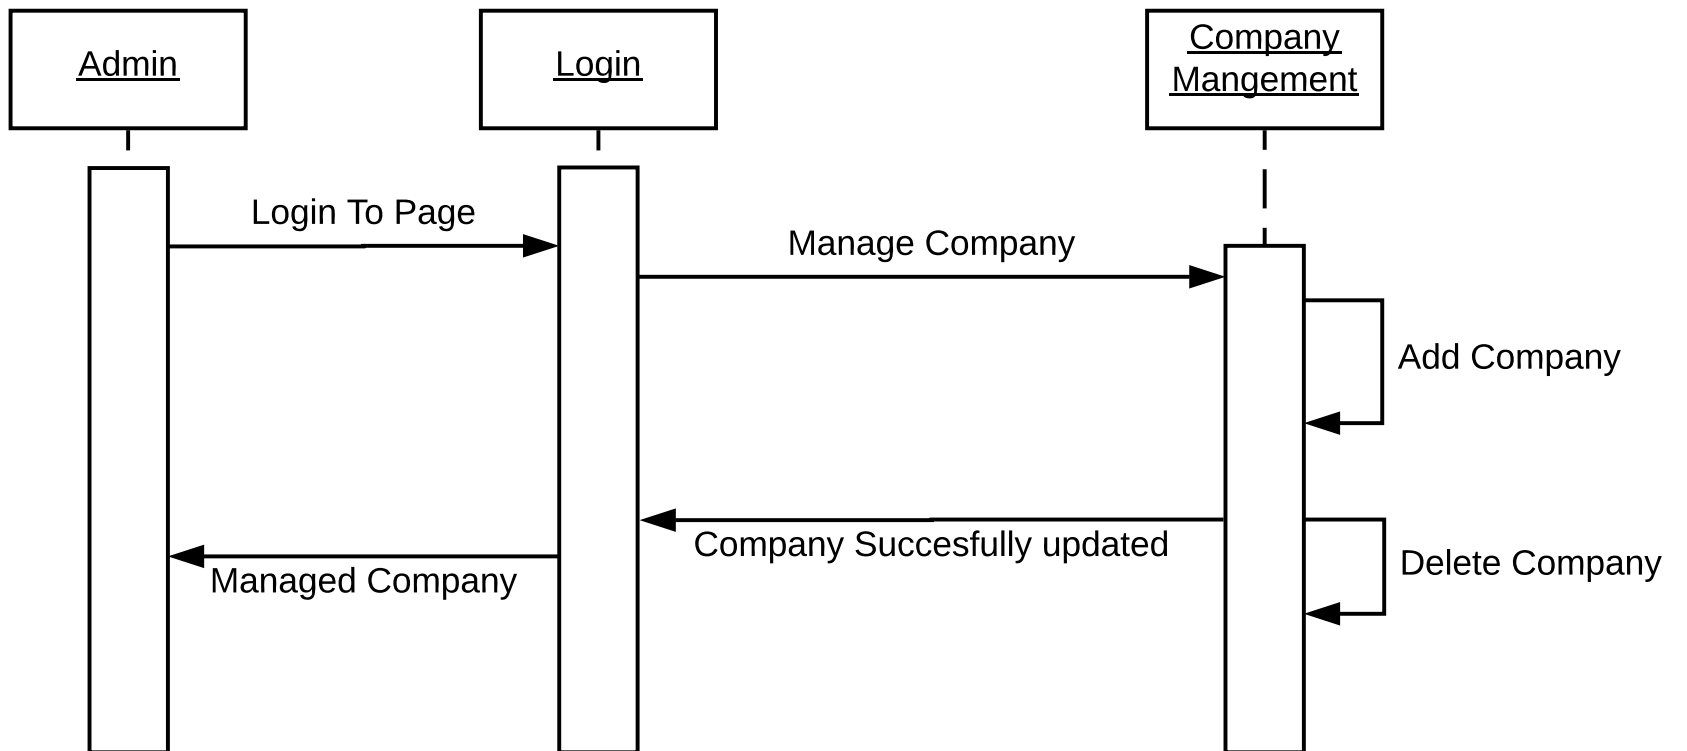 Admin
Login
Company
Mangement
Login To Page
Manage Company
Add Company
Company Succesfully updated
Delete Company
Managed Company